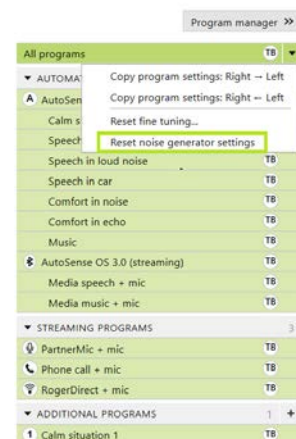 Program manager >>
All programs TB
AUTOMA
Copy program settings: Right → Left
A AutoSen
Copy program settings: Right ← Left
Calm s
Reset fine tuning...
Speech
Reset noise generator settings
Speech in loud noise TB
Speech in car TB
Comfort in noise TB
Comfort in echo TB
Music TB
AutoSense OS 3.0 (streaming) TB
Media speech + mic TB
Media music + mic TB
STREAMING PROGRAMS 3
PartnerMic + mic TB
Phone call + mic TB
RogerDirect + mic TB
ADDITIONAL PROGRAMS 1 +
1 Calm situation 1 TB